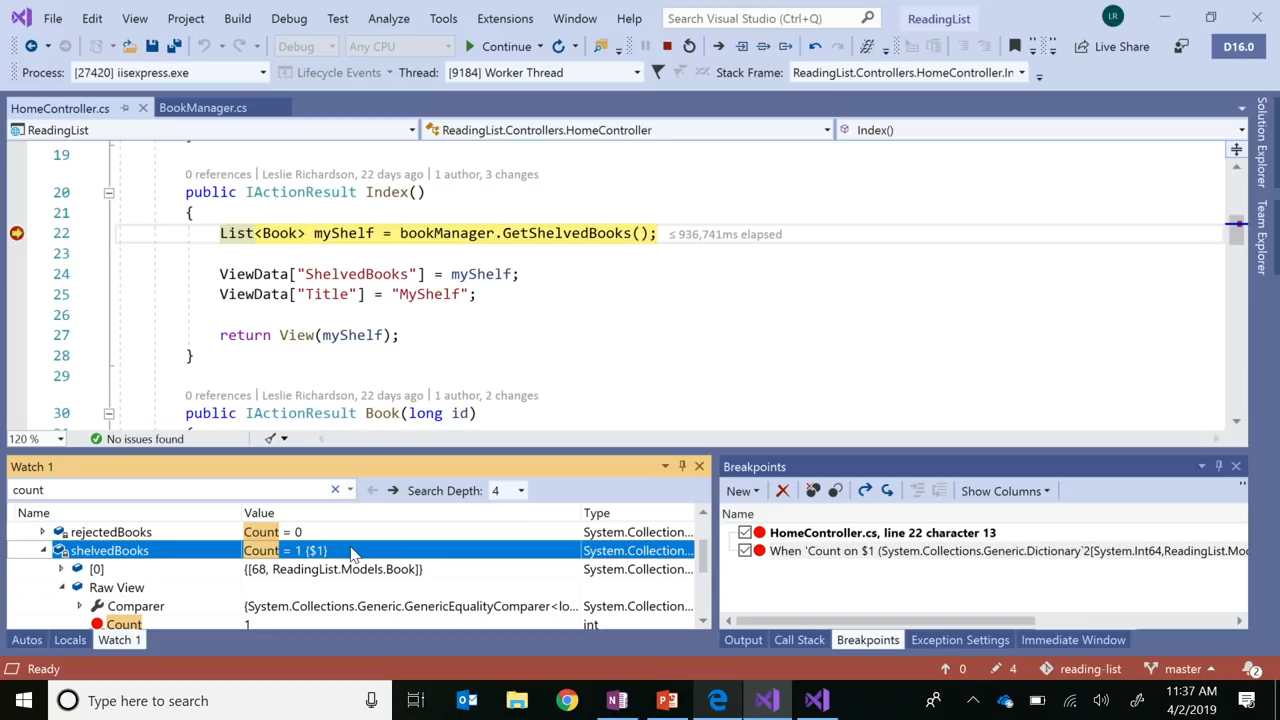 File Edit View Project Build Debug Test Analyze Tools Extensions Window Help Search Visual Studio (Ctrl+Q) ReadingList LR
Debug Any CPU Continue Live Share D16.0
Process: [27420] iisexpress.exe Lifecycle Events Thread: [9184] Worker Thread Stack Frame: ReadingList.Controllers.HomeController.In
HomeController.cs BookManager.cs
ReadingList ReadingList.Controllers.HomeController Index()
19
0 references | Leslie Richardson, 22 days ago | 1 author, 3 changes
20 public IActionResult Index()
21 {
22 List<Book> myShelf = bookManager.GetShelvedBooks(); ≤ 936,741ms elapsed
23
24 ViewData["ShelvedBooks"] = myShelf;
25 ViewData["Title"] = "MyShelf";
26
27 return View(myShelf);
28 }
29
0 references | Leslie Richardson, 22 days ago | 1 author, 2 changes
30 public IActionResult Book(long id)
120 % No issues found
Solution Explorer
Team Explorer
Watch 1
count Search Depth: 4
Name Value Type
rejectedBooks Count = 0 System.Collection...
shelvedBooks Count = 1 {$1} System.Collection...
[0] {[68, ReadingList.Models.Book]} System.Collection...
Raw View
Comparer {System.Collections.Generic.GenericEqualityComparer<lo... System.Collection...
Count 1 int
Autos Locals Watch 1
Breakpoints
New Show Columns
Name
HomeController.cs, line 22 character 13
When 'Count on $1 (System.Collections.Generic.Dictionary`2[System.Int64,ReadingList.Mo
Output Call Stack Breakpoints Exception Settings Immediate Window
Ready 0 4 reading-list master 2
Type here to search 11:37 AM
4/2/2019